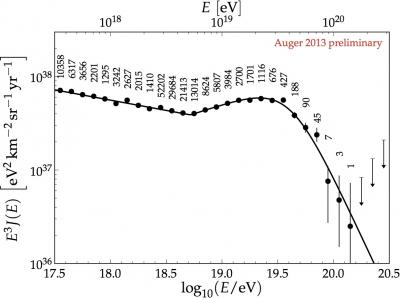 E [eV]
10^18 10^19 10^20
Auger 2013 preliminary
10358 6317 3656 2201 1295 3242 2627 2015 1410 52202 29684 21413 13014 8624 5807 3984 2700 1701 1116 676 427 188 90 45 7 3 1
10^38
10^37
10^36
E^3 J(E) [eV^2 km^−2 sr^−1 yr^−1]
17.5 18.0 18.5 19.0 19.5 20.0 20.5
log_10(E/eV)